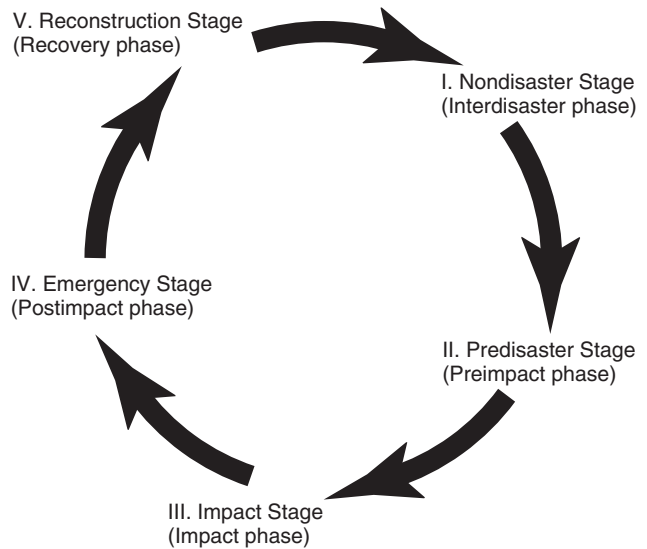 V. Reconstruction Stage
(Recovery phase)
I. Nondisaster Stage
(Interdisaster phase)
II. Predisaster Stage
(Preimpact phase)
III. Impact Stage
(Impact phase)
IV. Emergency Stage
(Postimpact phase)